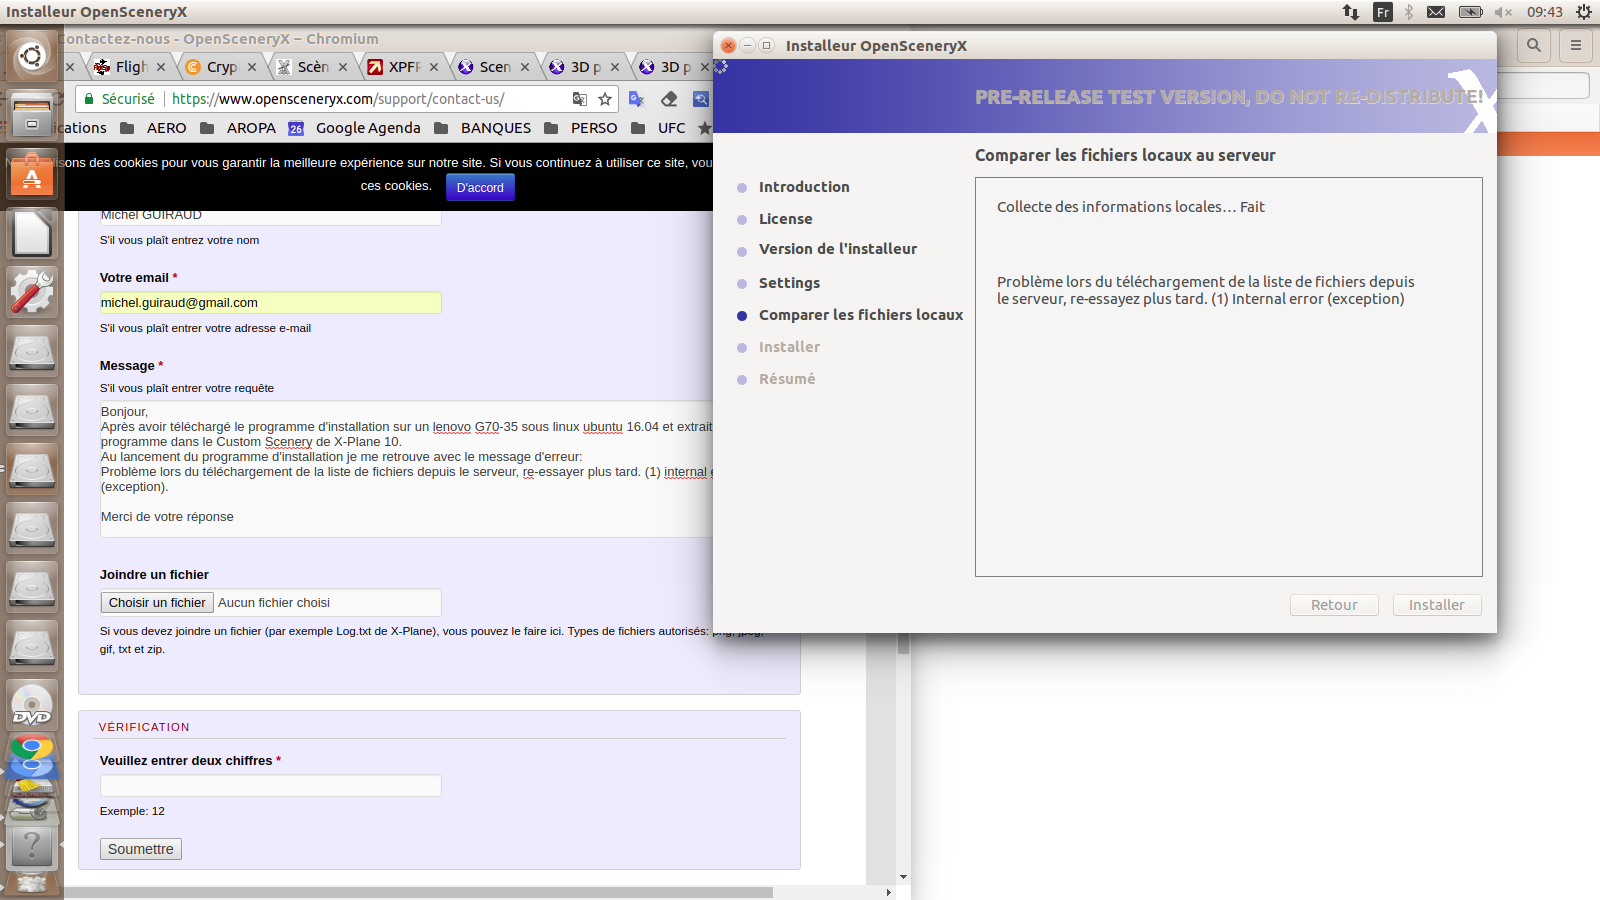 Installeur OpenSceneryX
Fr
09:43
Contactez-nous - OpenSceneryX – Chromium
Fligh
Cryp
Scèn
XPFF
Scen
3D p
3D p
Sécurisé
https://www.opensceneryx.com/support/contact-us/
AERO
AROPA
26
Google Agenda
BANQUES
PERSO
UFC
sons des cookies pour vous garantir la meilleure expérience sur notre site. Si vous continuez à utiliser ce site, vou
ces cookies.
D'accord
Michel GUIRAUD
S'il vous plaît entrez votre nom
Votre email *
michel.guiraud@gmail.com
S'il vous plaît entrer votre adresse e-mail
Message *
S'il vous plaît entrer votre requête
Bonjour,
Après avoir téléchargé le programme d'installation sur un lenovo G70-35 sous linux ubuntu 16.04 et extrait
programme dans le Custom Scenery de X-Plane 10.
Au lancement du programme d'installation je me retrouve avec le message d'erreur:
Problème lors du téléchargement de la liste de fichiers depuis le serveur, re-essayer plus tard. (1) internal
(exception).
Merci de votre réponse
Joindre un fichier
Choisir un fichier
Aucun fichier choisi
Si vous devez joindre un fichier (par exemple Log.txt de X-Plane), vous pouvez le faire ici. Types de fichiers autorisés: png, jpeg,
gif, txt et zip.
VÉRIFICATION
Veuillez entrer deux chiffres *
Exemple: 12
Soumettre
DVD
Installeur OpenSceneryX
PRE-RELEASE TEST VERSION, DO NOT RE-DISTRIBUTE!
Comparer les fichiers locaux au serveur
Introduction
License
Version de l'installeur
Settings
Comparer les fichiers locaux
Installer
Résumé
Collecte des informations locales... Fait
Problème lors du téléchargement de la liste de fichiers depuis
le serveur, re-essayez plus tard. (1) Internal error (exception)
Retour
Installer